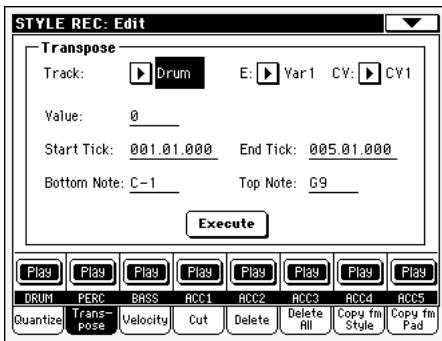 STYLE REC: Edit
Transpose
Track: Drum E: Var1 CV: CV1
Value: 0
Start Tick: 001.01.000 End Tick: 005.01.000
Bottom Note: C-1 Top Note: G9
Execute
Play Play Play Play Play Play Play Play
DRUM PERC BASS ACC1 ACC2 ACC3 ACC4 ACC5
Quantize Trans- Velocity Cut Delete Delete Copy fm Copy fm
pose All Style Pad